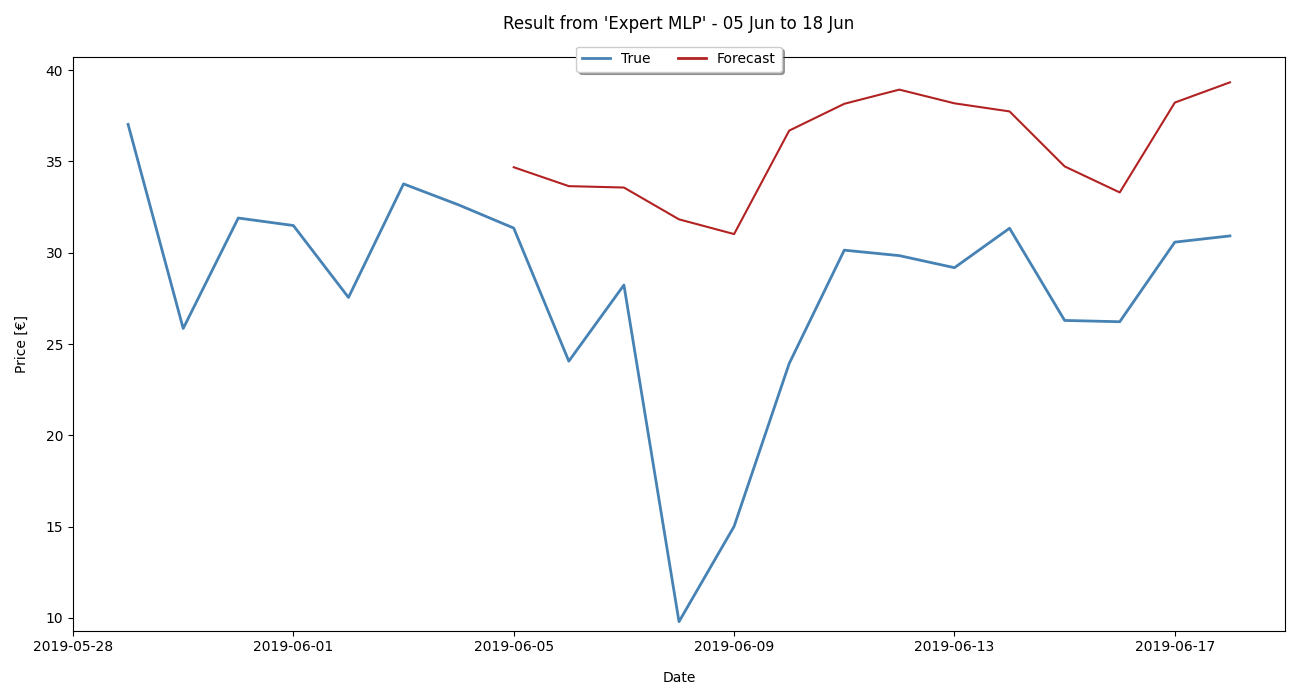 Result from 'Expert MLP' - 05 Jun to 18 Jun
True Forecast
40
35
30
25
20
15
10
Price [€]
2019-05-28 2019-06-01 2019-06-05 2019-06-09 2019-06-13 2019-06-17
Date